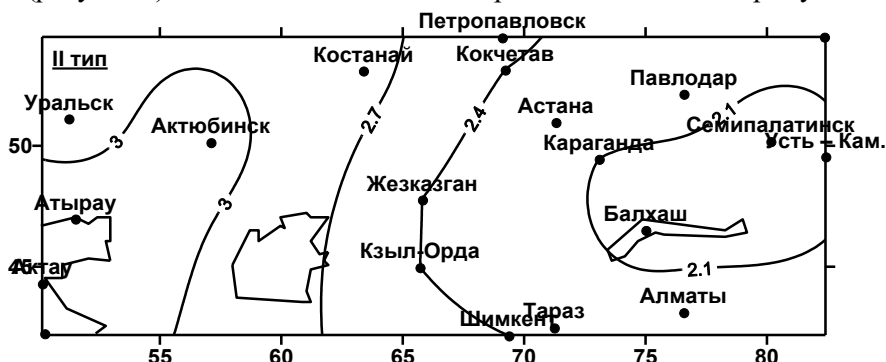 Петропавловск
II тип
Костанай
Кокчетав
2.7
2.4
Павлодар
Уральск
Астана
2.1
Актюбинск
Семипалатинск
3
50
Караганда
Усть - Кам.
Жезказган
3
Атырау
Балхаш
Кзыл-Орда
45
Актау
2.1
Алматы
Шимкент
Тараз
55
60
65
70
75
80